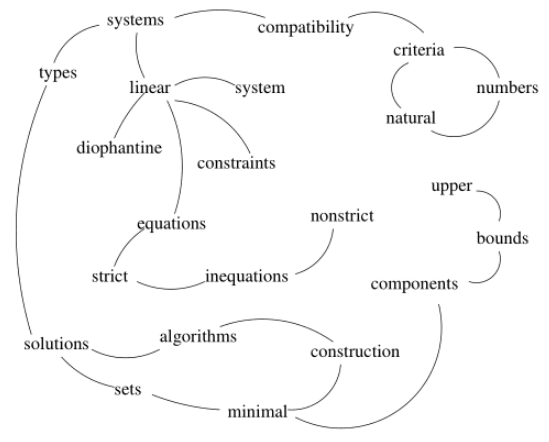 systems
compatibility
criteria
types
linear
system
numbers
natural
diophantine
constraints
upper
nonstrict
equations
bounds
strict
inequations
components
solutions
algorithms
construction
sets
minimal